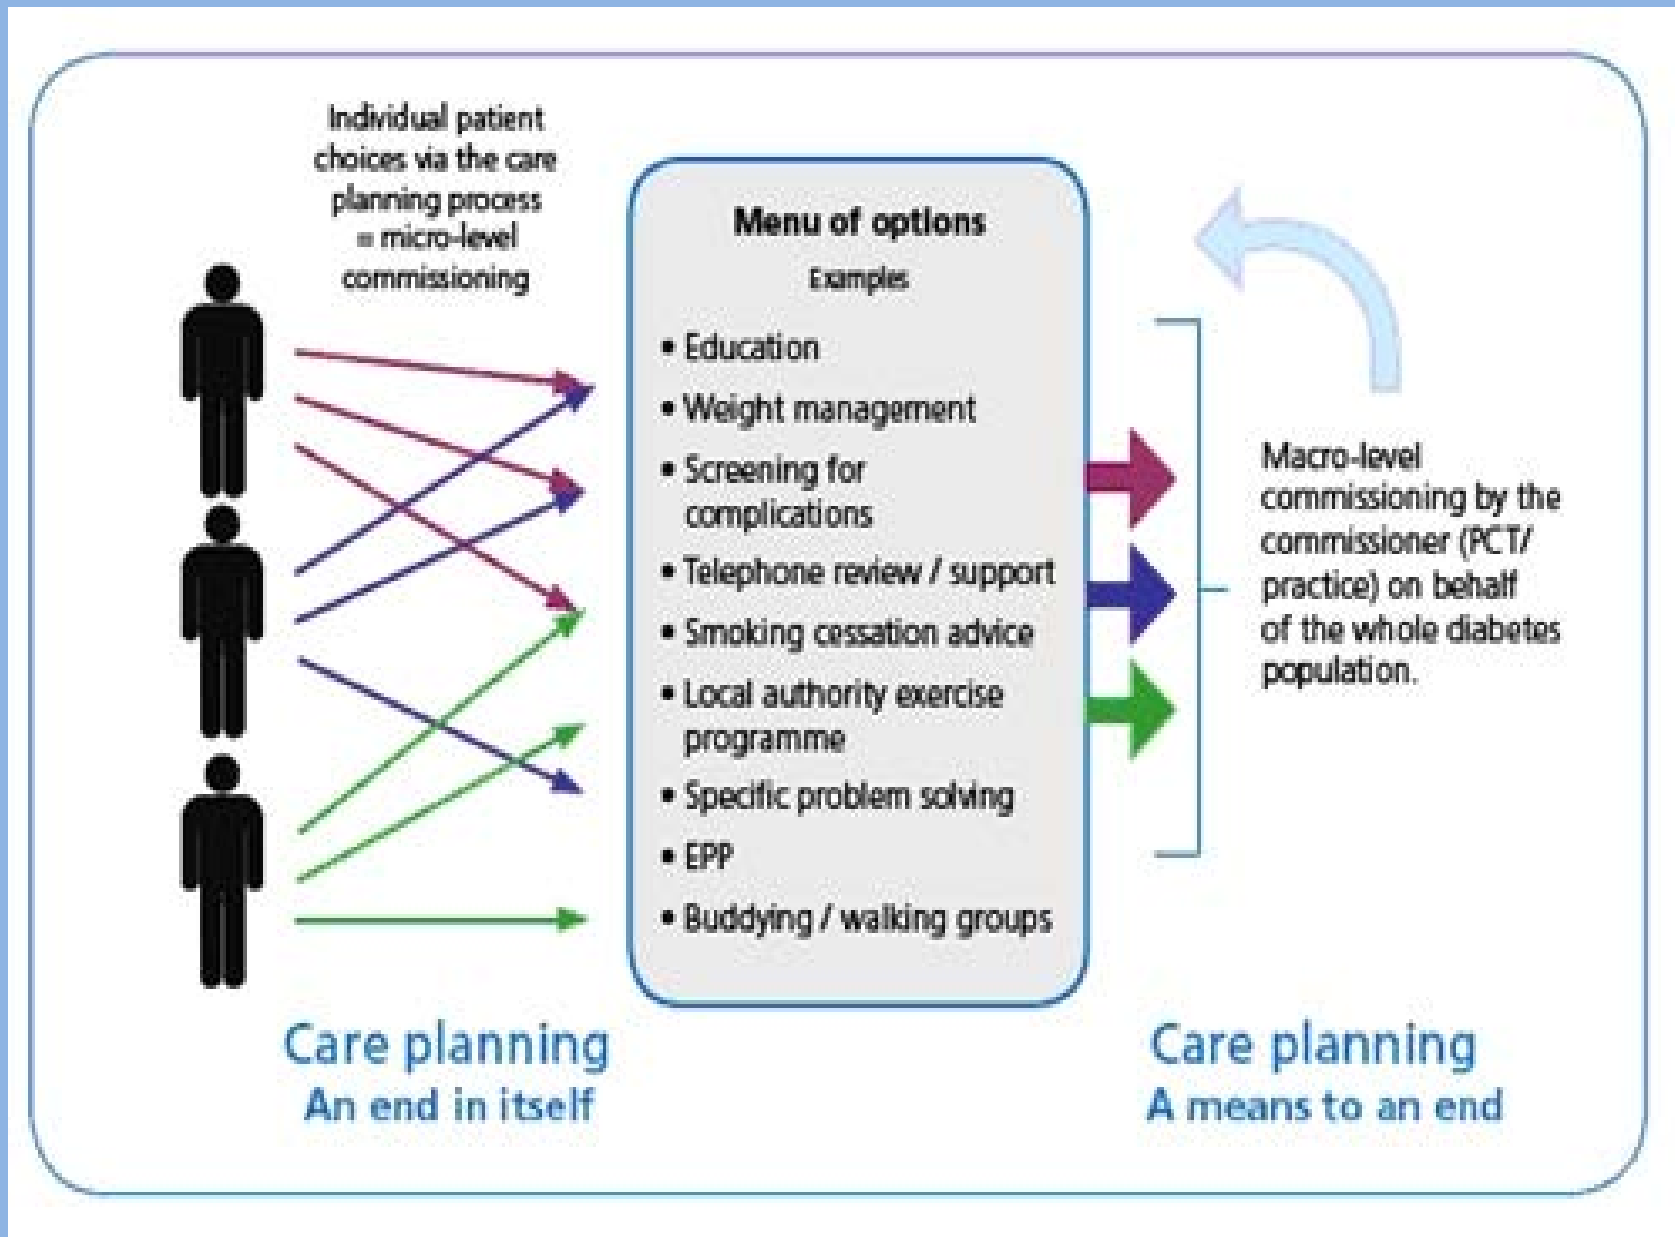 Individual patient
choices via the care
planning process
= micro-level
commissioning
Menu of options
Examples
• Education
• Weight management
• Screening for
complications
• Telephone review / support
• Smoking cessation advice
• Local authority exercise
programme
• Specific problem solving
• EPP
• Buddying / walking groups
Macro-level
commissioning by the
commissioner (PCT/
practice) on behalf
of the whole diabetes
population.
Care planning
An end in itself
Care planning
A means to an end